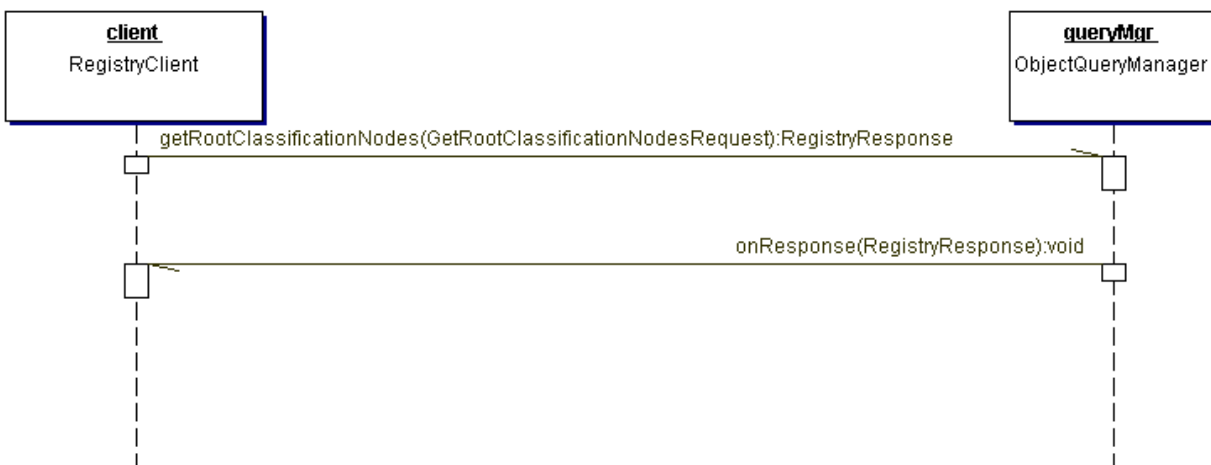 client
RegistryClient
queryMgr
ObjectQueryManager
getRootClassificationNodes(GetRootClassificationNodesRequest):RegistryResponse
onResponse(RegistryResponse):void